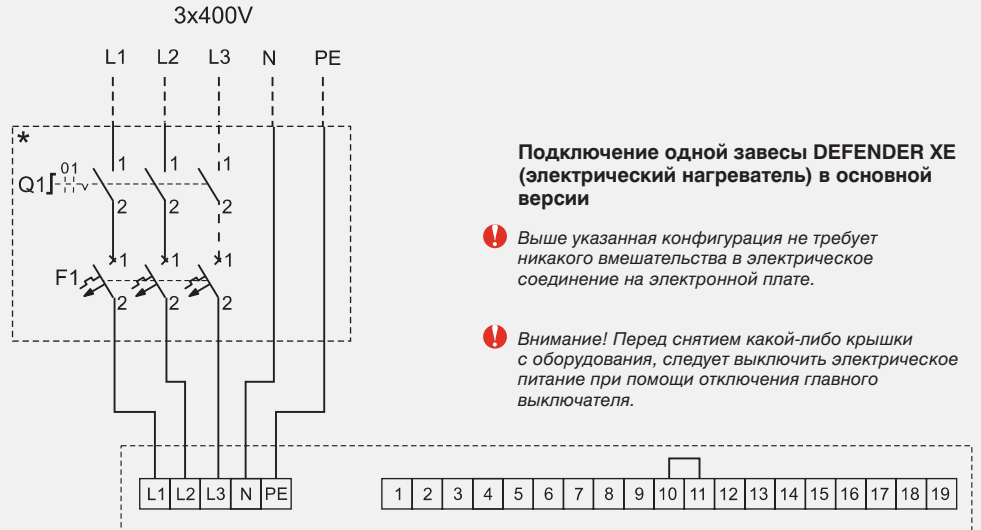 3x400V
L1 L2 L3 N PE
*
Q1 01 1 1 1
2 2 2
F1 1 1 1
2 2 2
Подключение одной завесы DEFENDER XE
(электрический нагреватель) в основной
версии
Выше указанная конфигурация не требует
никакого вмешательства в электрическое
соединение на электронной плате.
Внимание! Перед снятием какой-либо крышки
с оборудования, следует выключить электрическое
питание при помощи отключения главного
выключателя.
L1 L2 L3 N PE 1 2 3 4 5 6 7 8 9 10 11 12 13 14 15 16 17 18 19